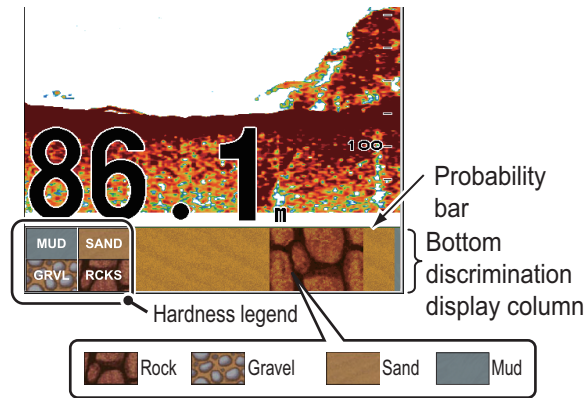 100
86.1
m
Probability
bar
MUD SAND
GRVL RCKS
Bottom
discrimination
display column
Hardness legend
Rock Gravel Sand Mud